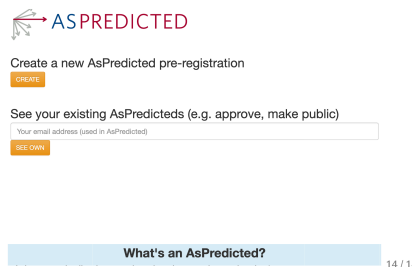 ASPREDICTED
Create a new AsPredicted pre-registration
CREATE
See your existing AsPredicteds (e.g. approve, make public)
Your email address (used in AsPredicted)
SEE OWN
What's an AsPredicted?
14 / 1